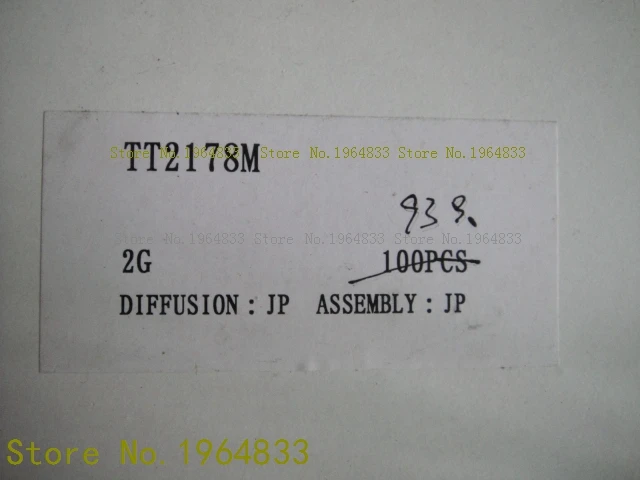 TT2178M
Store No.1964833 Store No.1964833 Store No.1964833
93
Store No.1964833 Store No.1964833 Store No.1964833
2G 100PCS
DIFFUSION : JP ASSEMBLY : JP
Store No.1964833